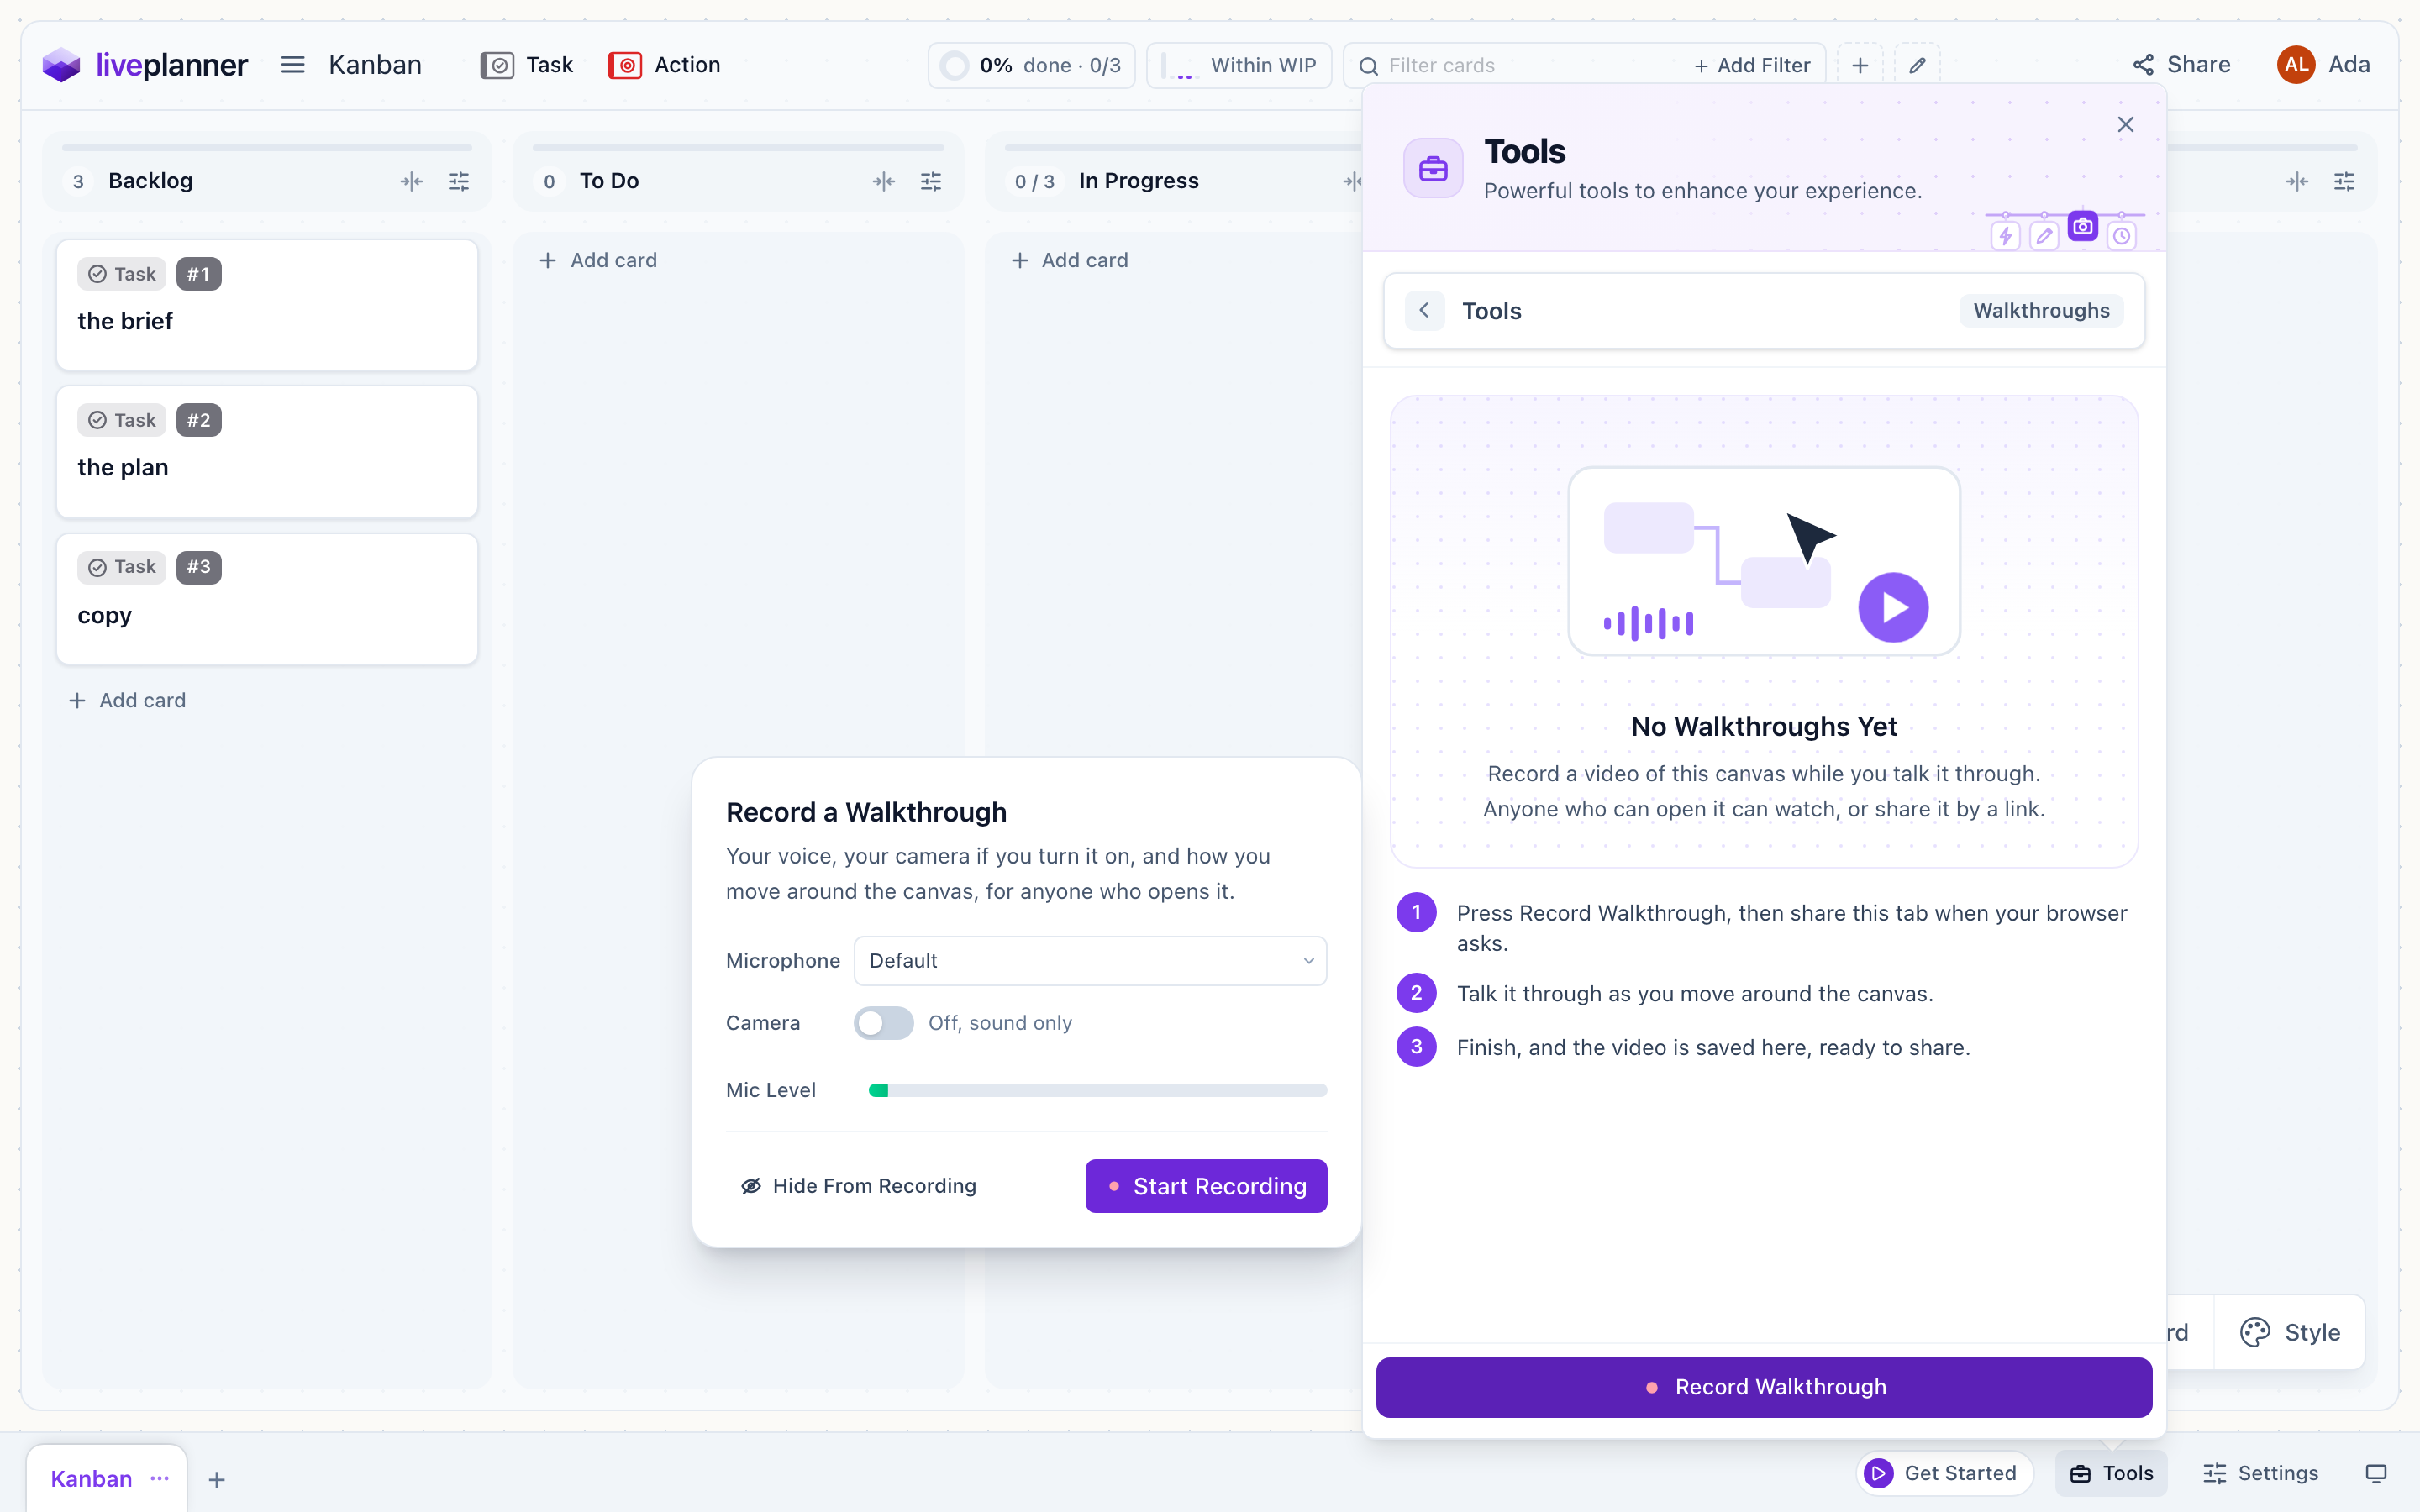 liveplanner
Kanban
Task
Action
0% done · 0/3
Within WIP
Filter cards
+ Add Filter
Share
AL
Ada
3 Backlog
0 To Do
0 / 3 In Progress
Task #1
the brief
Task #2
the plan
Task #3
copy
+ Add card
+ Add card
+ Add card
Tools
Powerful tools to enhance your experience.
Tools
Walkthroughs
No Walkthroughs Yet
Record a video of this canvas while you talk it through.
Anyone who can open it can watch, or share it by a link.
1 Press Record Walkthrough, then share this tab when your browser
asks.
2 Talk it through as you move around the canvas.
3 Finish, and the video is saved here, ready to share.
Record Walkthrough
Record a Walkthrough
Your voice, your camera if you turn it on, and how you
move around the canvas, for anyone who opens it.
Microphone Default
Camera Off, sound only
Mic Level
Hide From Recording
Start Recording
rd
Style
Kanban
Get Started
Tools
Settings